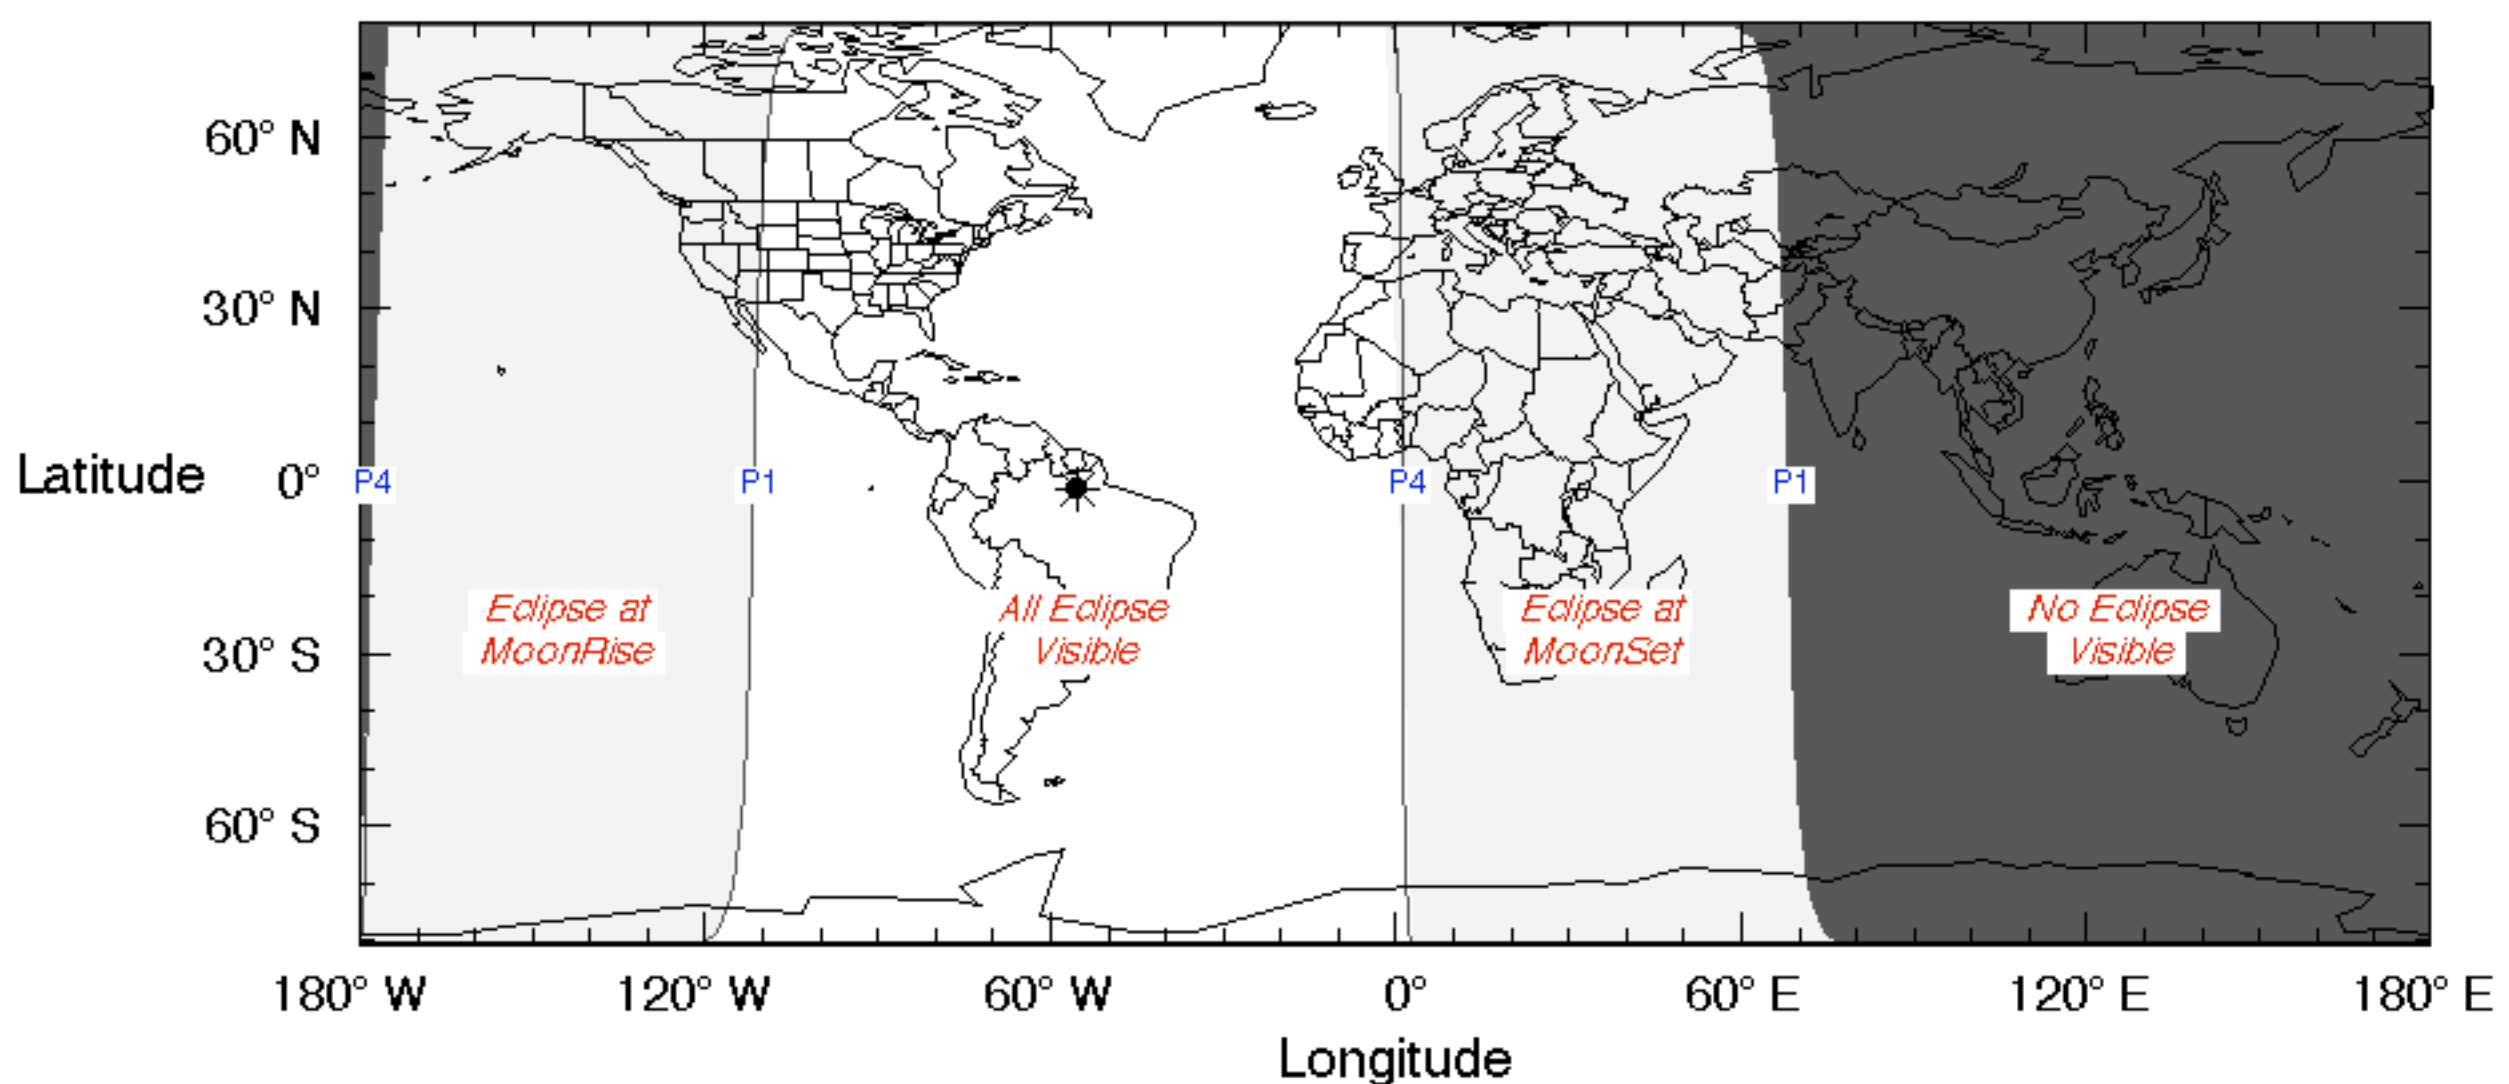 60° N
30° N
Latitude 0°
P4 P1 P4 P1
Eclipse at All Eclipse Eclipse at No Eclipse
MoonRise Visible MoonSet Visible
30° S
60° S
180° W 120° W 60° W 0° 60° E 120° E 180° E
Longitude